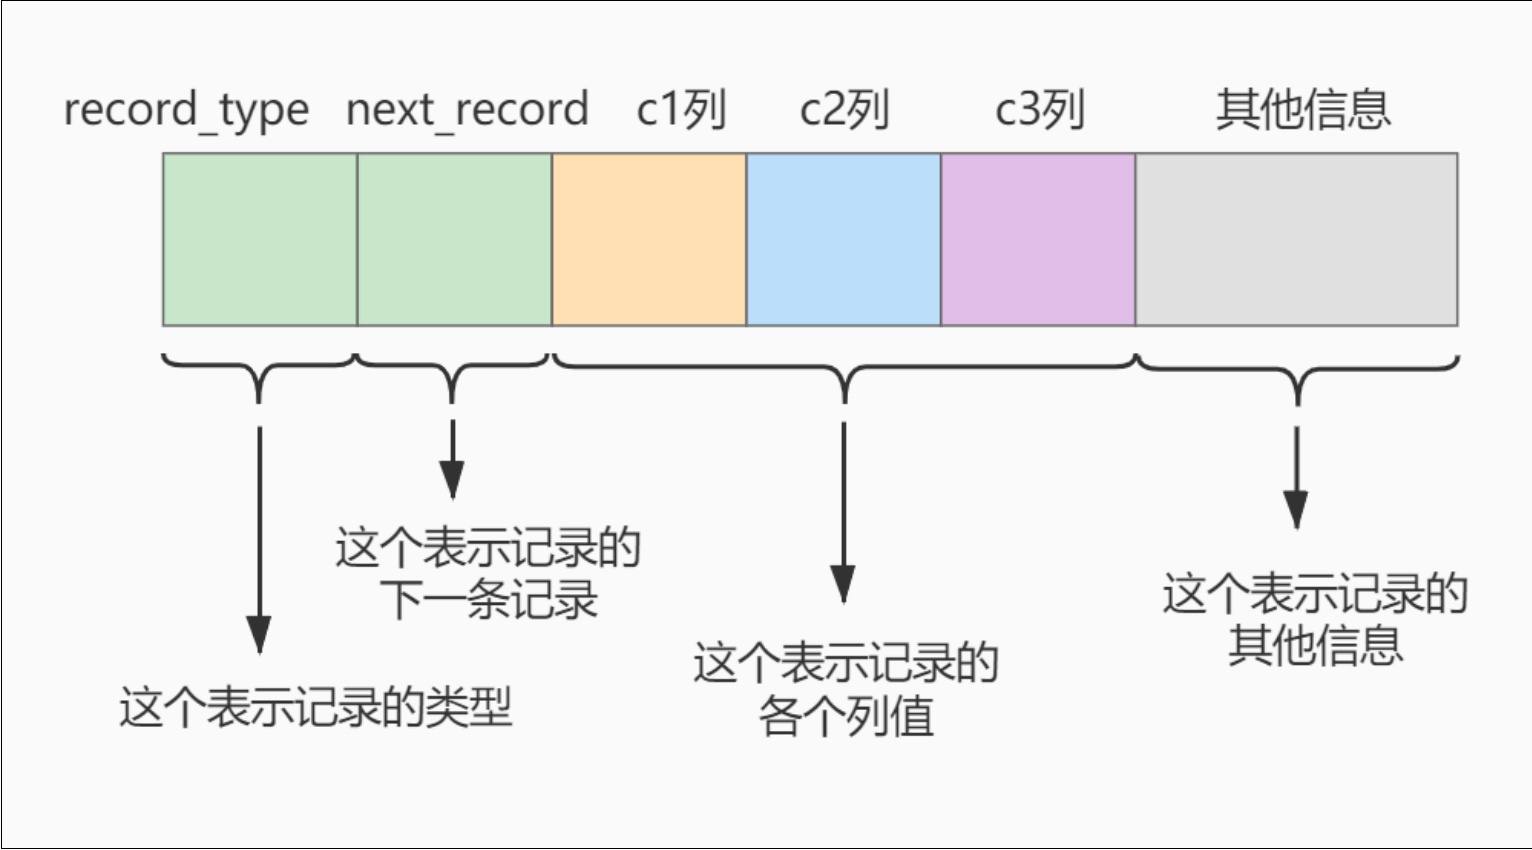 record_type next_record c1列 c2列 c3列 其他信息
这个表示记录的
下一条记录
这个表示记录的
其他信息
这个表示记录的
各个列值
这个表示记录的类型